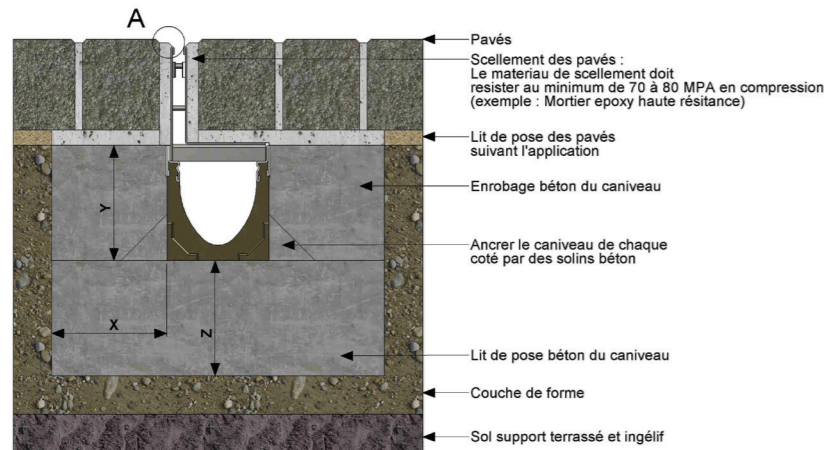 A
Pavés
Scellement des pavés :
Le materiau de scellement doit
resister au minimum de 70 à 80 MPA en compression
(exemple : Mortier epoxy haute résitance)
Lit de pose des pavés
suivant l'application
Enrobage béton du caniveau
Y
Ancrer le caniveau de chaque
coté par des solins béton
X
Z
Lit de pose béton du caniveau
Couche de forme
Sol support terrassé et ingélif